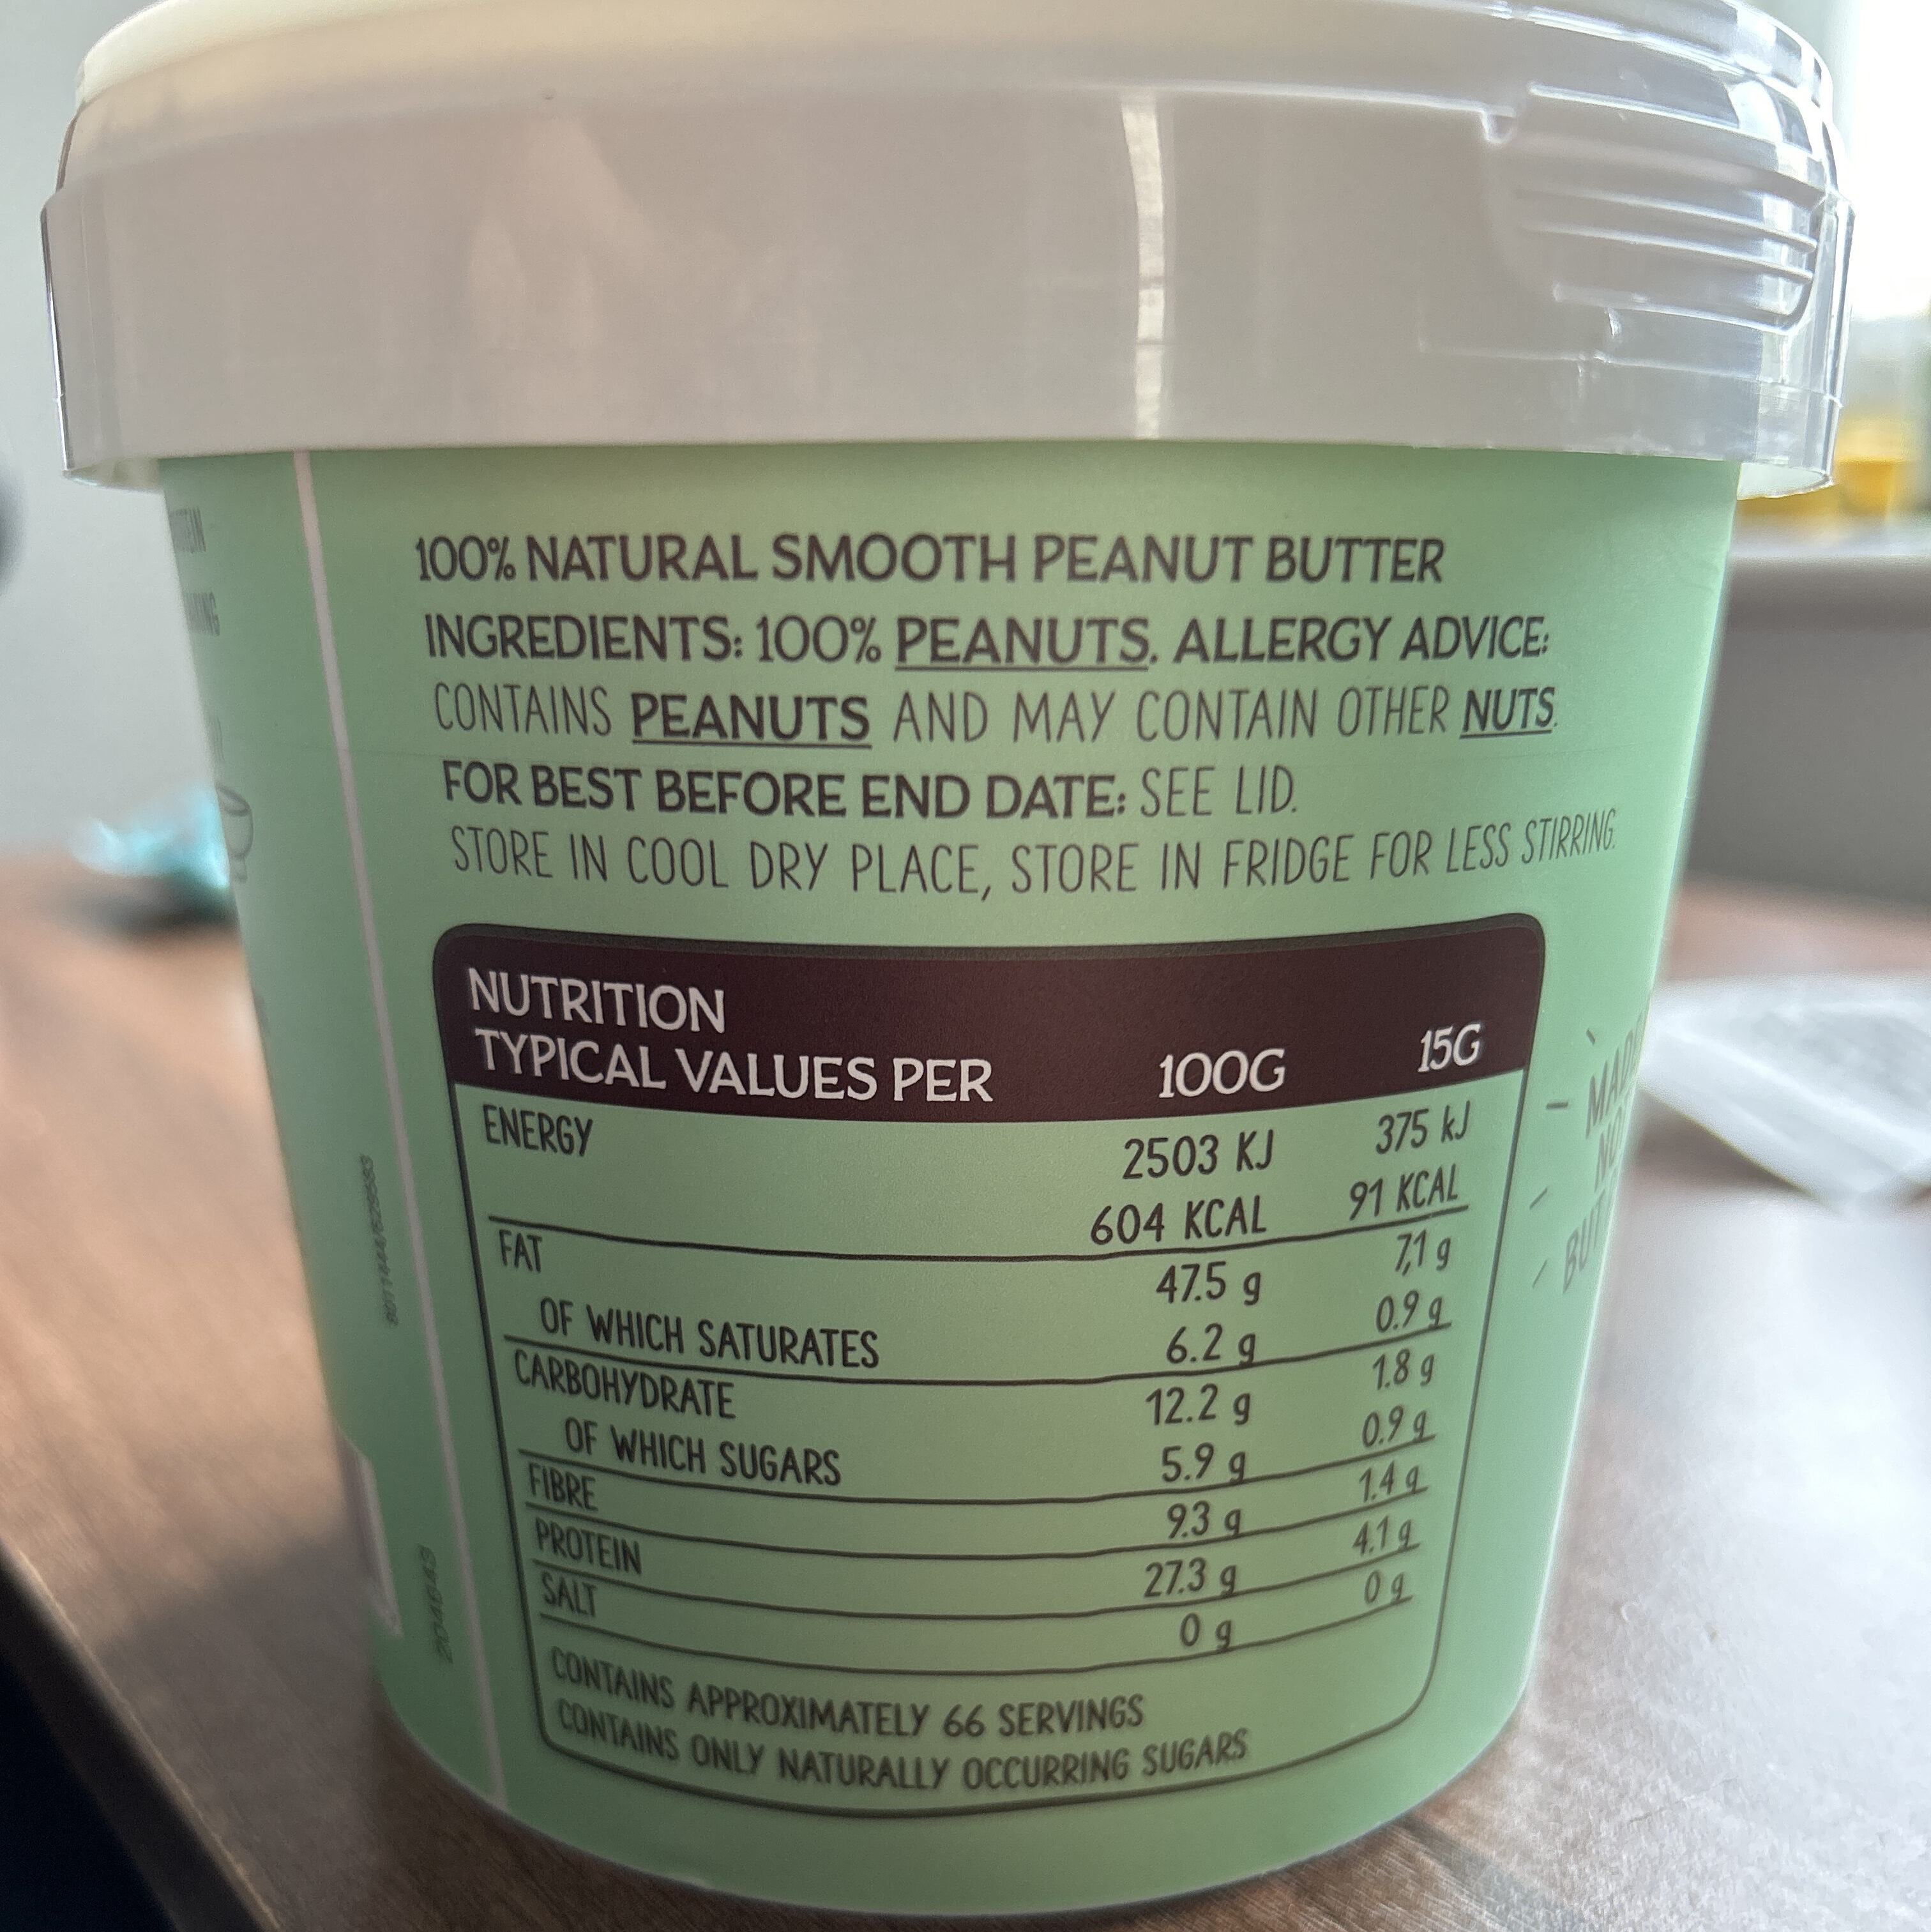 100% NATURAL SMOOTH PEANUT BUTTER
INGREDIENTS: 100% PEANUTS. ALLERGY ADVICE:
CONTAINS PEANUTS AND MAY CONTAIN OTHER NUTS.
FOR BEST BEFORE END DATE: SEE LID.
STORE IN COOL DRY PLACE, STORE IN FRIDGE FOR LESS STIRRING.
NUTRITION
TYPICAL VALUES PER 100G 15G
ENERGY 2503 KJ 375 kJ
604 KCAL 91 KCAL
FAT 47.5 g 7,1 g
OF WHICH SATURATES 6.2 g 0.9 g
CARBOHYDRATE 12.2 g 1.8 g
OF WHICH SUGARS 5.9 g 0.9 g
FIBRE 9.3 g 1.4 g
PROTEIN 27.3 g 4.1 g
SALT 0 g 0 g
CONTAINS APPROXIMATELY 66 SERVINGS
CONTAINS ONLY NATURALLY OCCURRING SUGARS